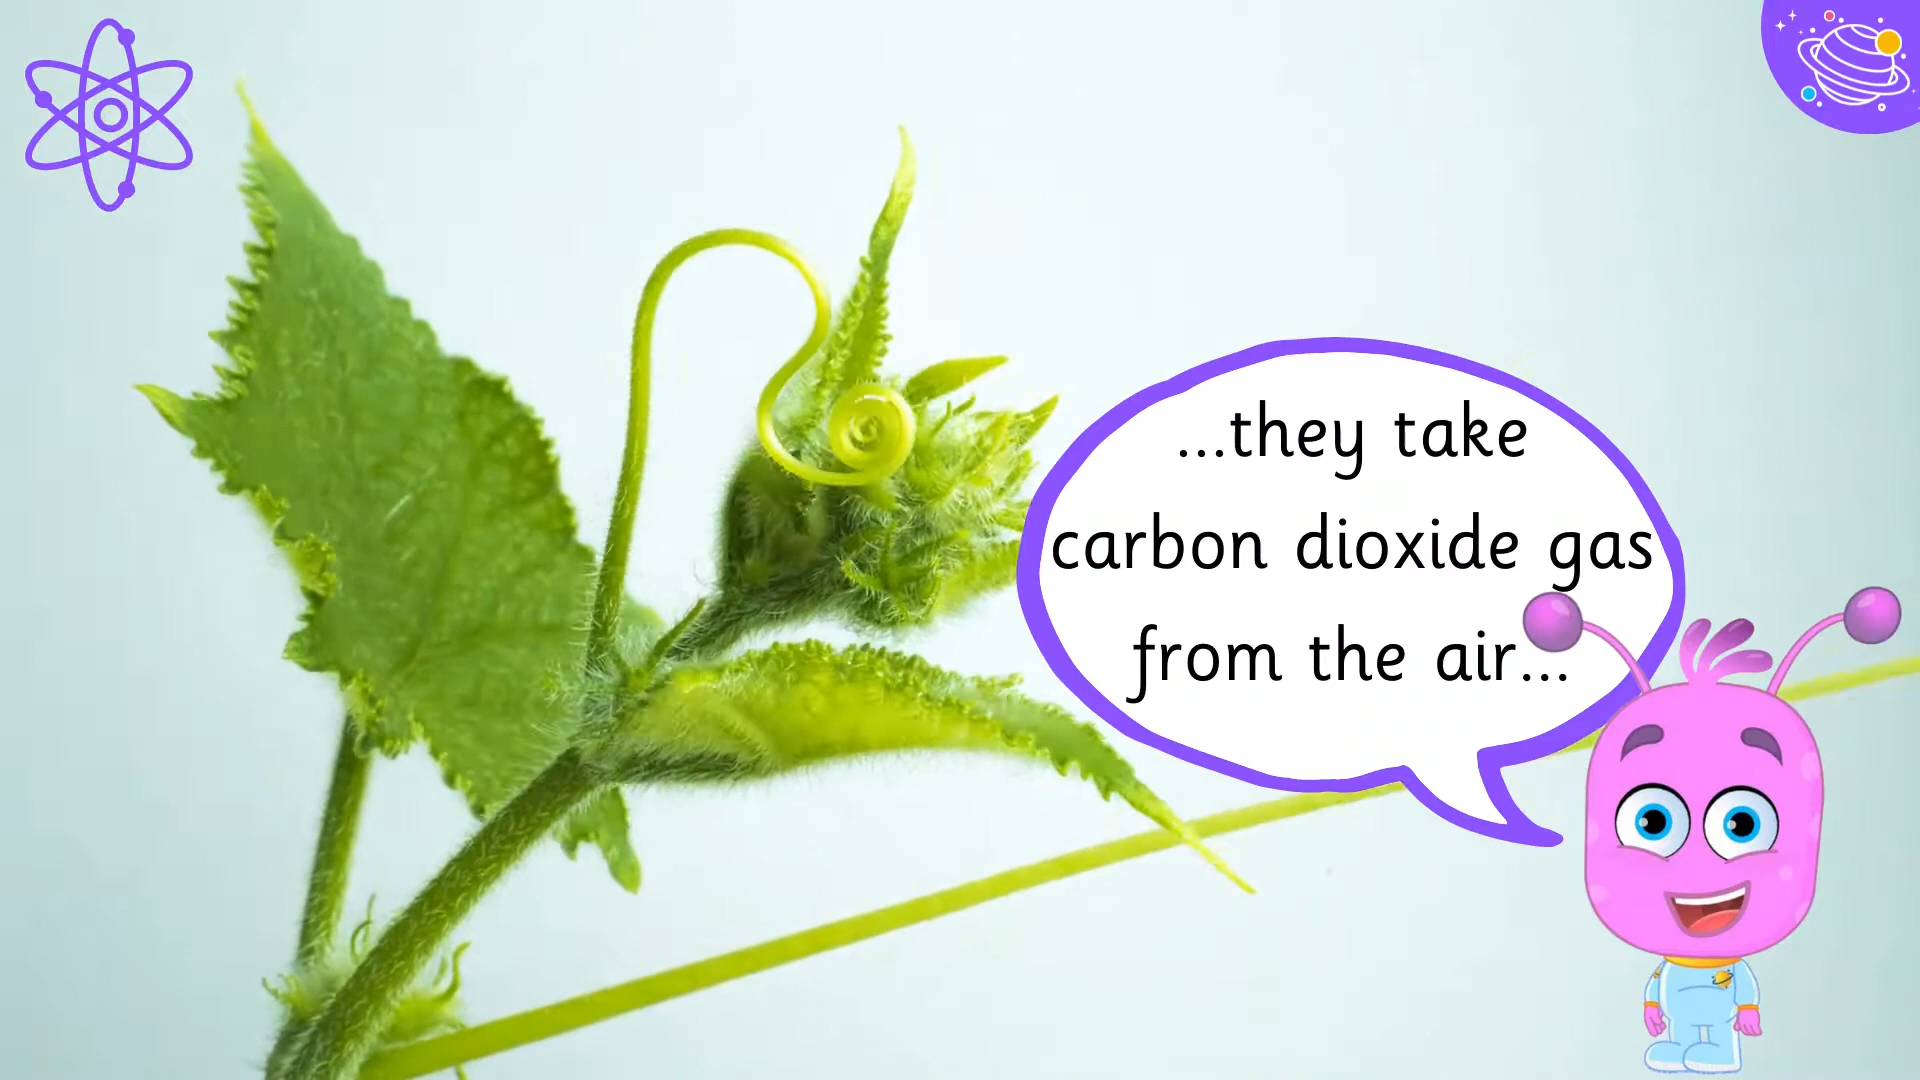 ...they take
carbon dioxide gas
from the air...